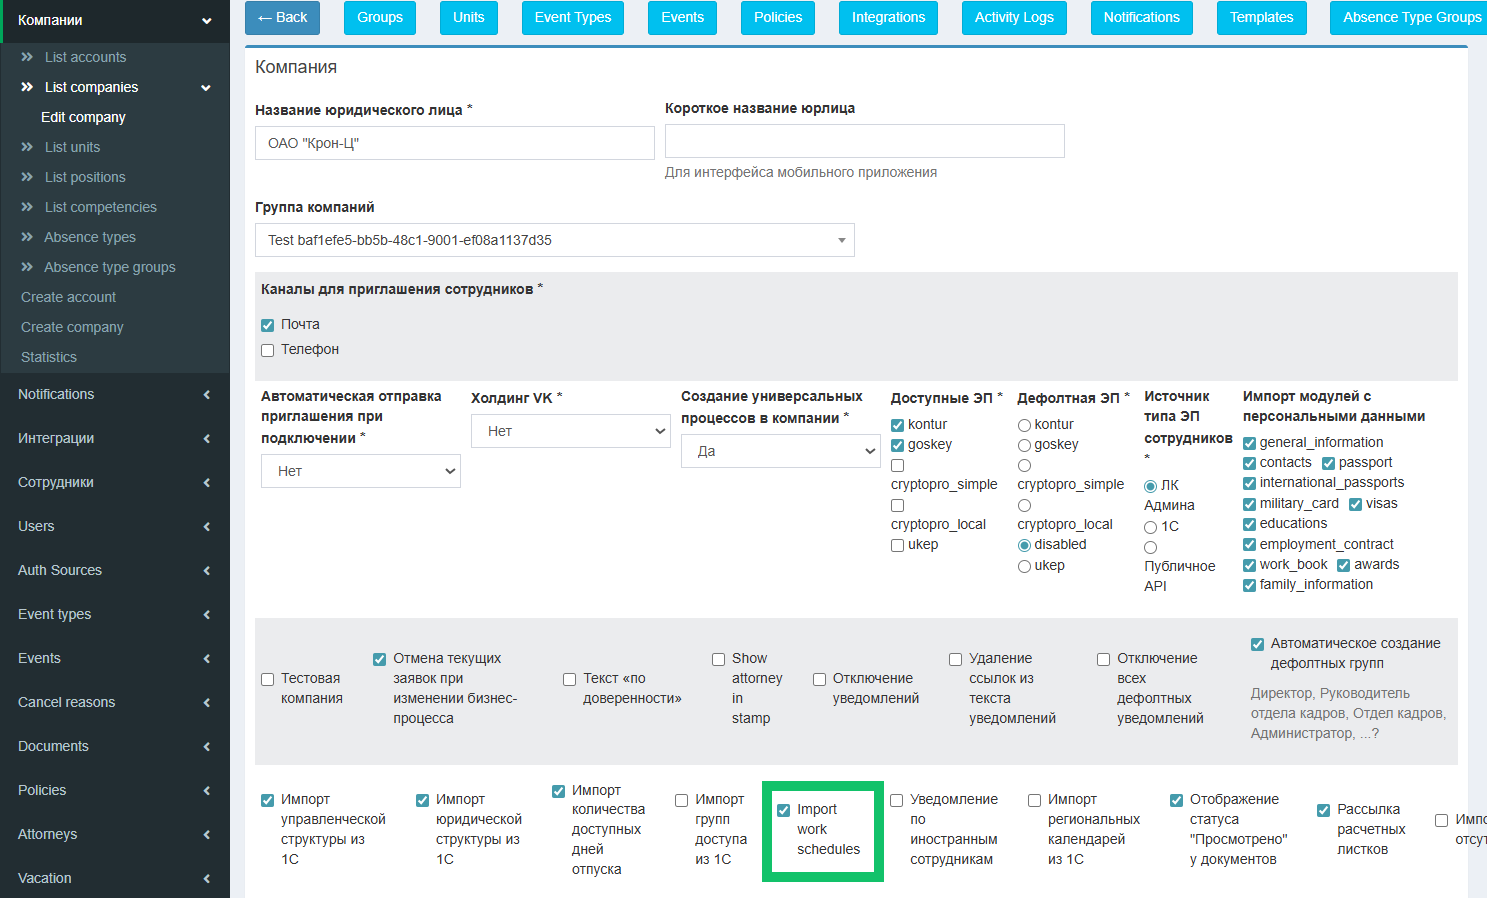 Компании
List accounts
List companies
Edit company
List units
List positions
List competencies
Absence types
Absence type groups
Create account
Create company
Statistics
Notifications
Интеграции
Сотрудники
Users
Auth Sources
Event types
Events
Cancel reasons
Documents
Policies
Attorneys
Vacation
← Back
Groups
Units
Event Types
Events
Policies
Integrations
Activity Logs
Notifications
Templates
Absence Type Groups
Компания
Название юридического лица *
ОАО "Крон-Ц"
Короткое название юрлица
Для интерфейса мобильного приложения
Группа компаний
Test baf1efe5-bb5b-48c1-9001-ef08a1137d35
Каналы для приглашения сотрудников *
Почта
Телефон
Автоматическая отправка
приглашения при
подключении *
Нет
Холдинг VK *
Нет
Создание универсальных
процессов в компании *
Да
Доступные ЭП *
kontur
goskey
cryptopro_simple
cryptopro_local
ukep
Дефолтная ЭП *
kontur
goskey
cryptopro_simple
cryptopro_local
disabled
ukep
Источник
типа ЭП
сотрудников
*
ЛК
Админа
1С
Публичное
API
Импорт модулей с
персональными данными
general_information
contacts passport
international_passports
military_card visas
educations
employment_contract
work_book awards
family_information
Тестовая
компания
Отмена текущих
заявок при
изменении бизнес-
процесса
Текст «по
доверенности»
Show
attorney
in
stamp
Отключение
уведомлений
Удаление
ссылок из
текста
уведомлений
Отключение
всех
дефолтных
уведомлений
Автоматическое создание
дефолтных групп
Директор, Руководитель
отдела кадров, Отдел кадров,
Администратор, ...?
Импорт
управленческой
структуры из
1С
Импорт
юридической
структуры из
1С
Импорт
количества
доступных
дней
отпуска
Импорт
групп
доступа
из 1С
Import
work
schedules
Уведомление
по
иностранным
сотрудникам
Импорт
региональных
календарей
из 1С
Отображение
статуса
"Просмотрено"
у документов
Рассылка
расчетных
листков